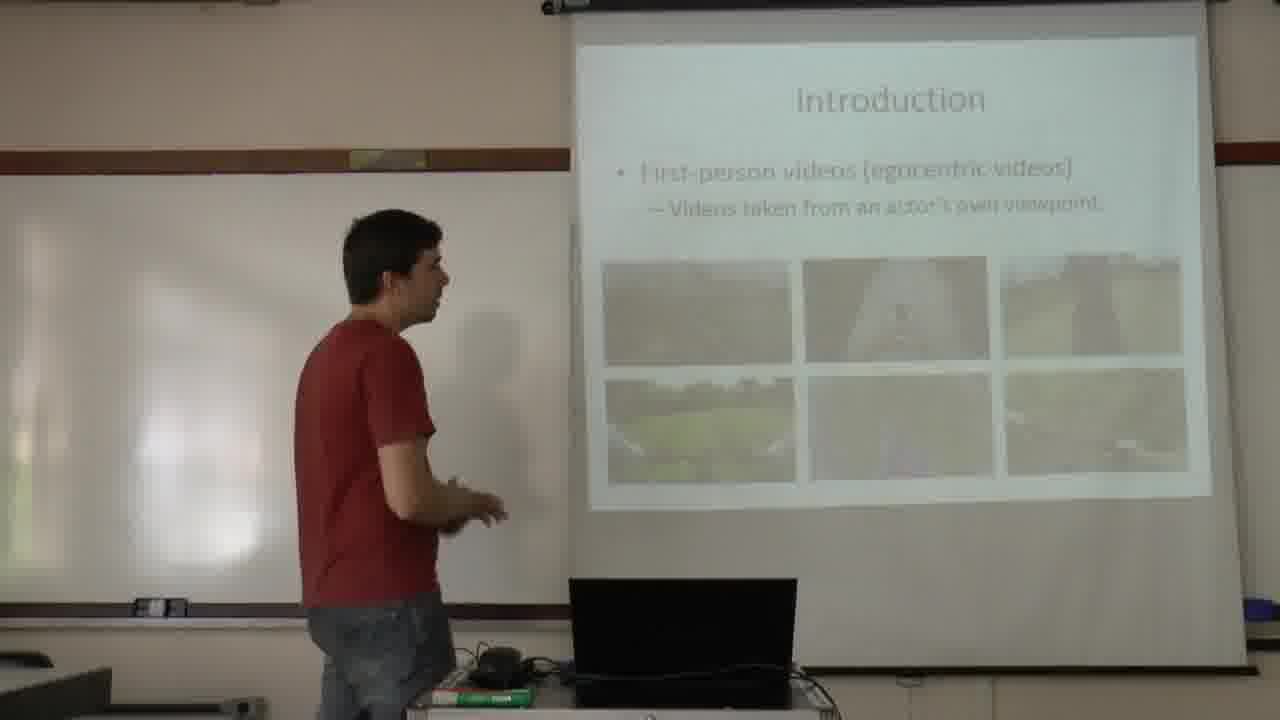 Introduction
• First-person videos (egocentric videos)
– Videos taken from an actor's own viewpoint.